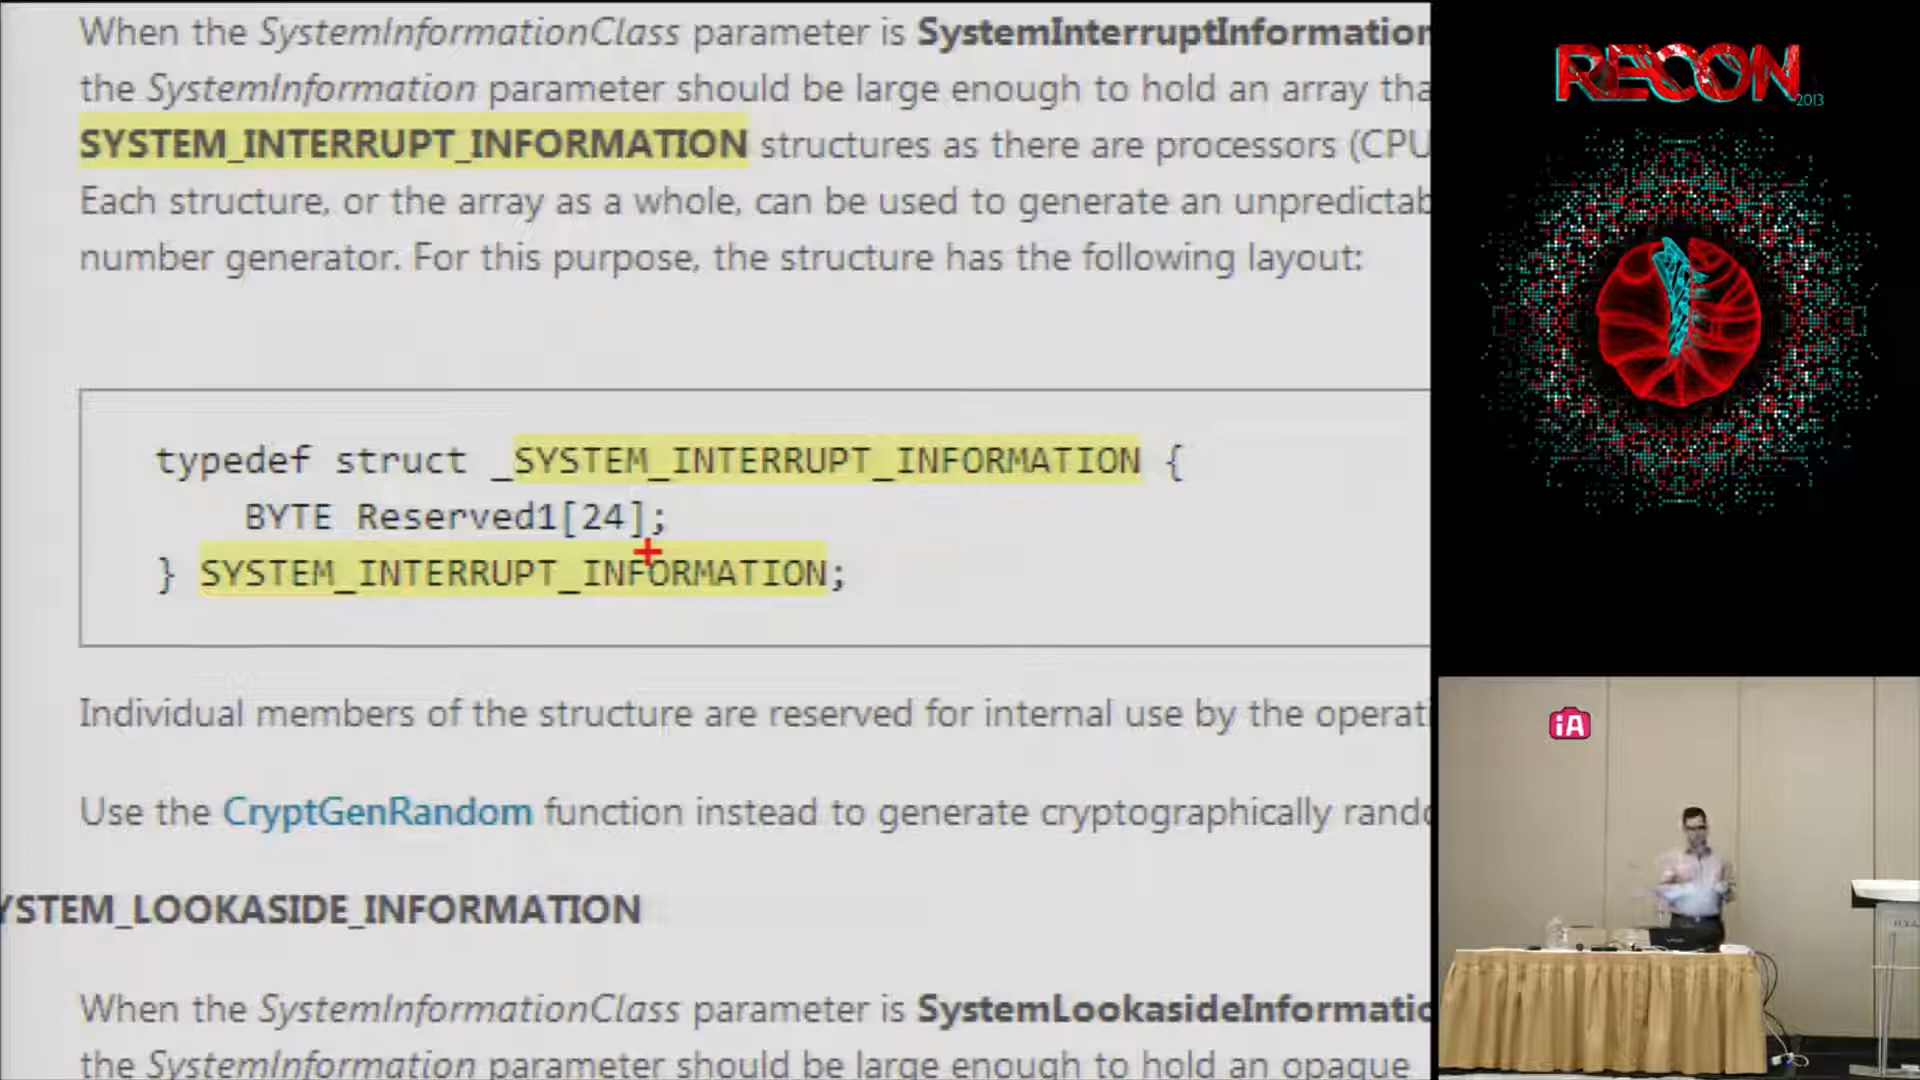 When the SystemInformationClass parameter is SystemInterruptInformation
the SystemInformation parameter should be large enough to hold an array tha
SYSTEM_INTERRUPT_INFORMATION structures as there are processors (CPU
Each structure, or the array as a whole, can be used to generate an unpredictab
number generator. For this purpose, the structure has the following layout:
typedef struct _SYSTEM_INTERRUPT_INFORMATION {
BYTE Reserved1[24];
} SYSTEM_INTERRUPT_INFORMATION;
Individual members of the structure are reserved for internal use by the operati
Use the CryptGenRandom function instead to generate cryptographically rando
YSTEM_LOOKASIDE_INFORMATION
When the SystemInformationClass parameter is SystemLookasideInformatio
the SystemInformation parameter should be large enough to hold an opaque
RECON
2013
iA